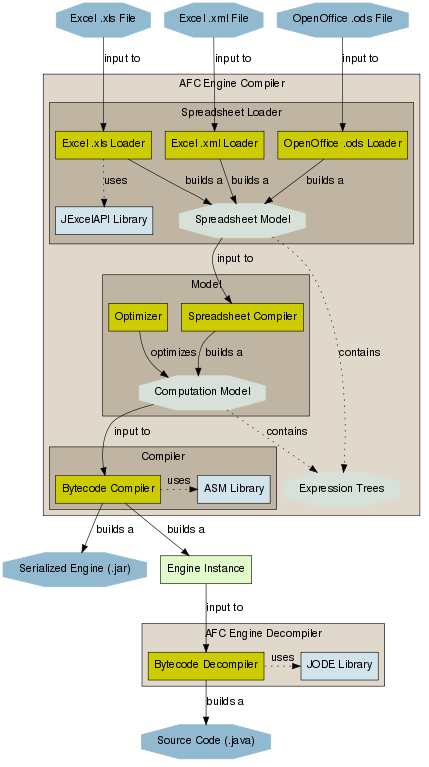 Excel .xls File
Excel .xml File
OpenOffice .ods File
input to
input to
input to
AFC Engine Compiler
Spreadsheet Loader
Excel .xls Loader
Excel .xml Loader
OpenOffice .ods Loader
uses
builds a
builds a
builds a
JExcelAPI Library
Spreadsheet Model
input to
Model
Optimizer
Spreadsheet Compiler
optimizes
builds a
contains
Computation Model
input to
contains
Compiler
Bytecode Compiler
uses
ASM Library
Expression Trees
builds a
builds a
Serialized Engine (.jar)
Engine Instance
input to
AFC Engine Decompiler
Bytecode Decompiler
uses
JODE Library
builds a
Source Code (.java)